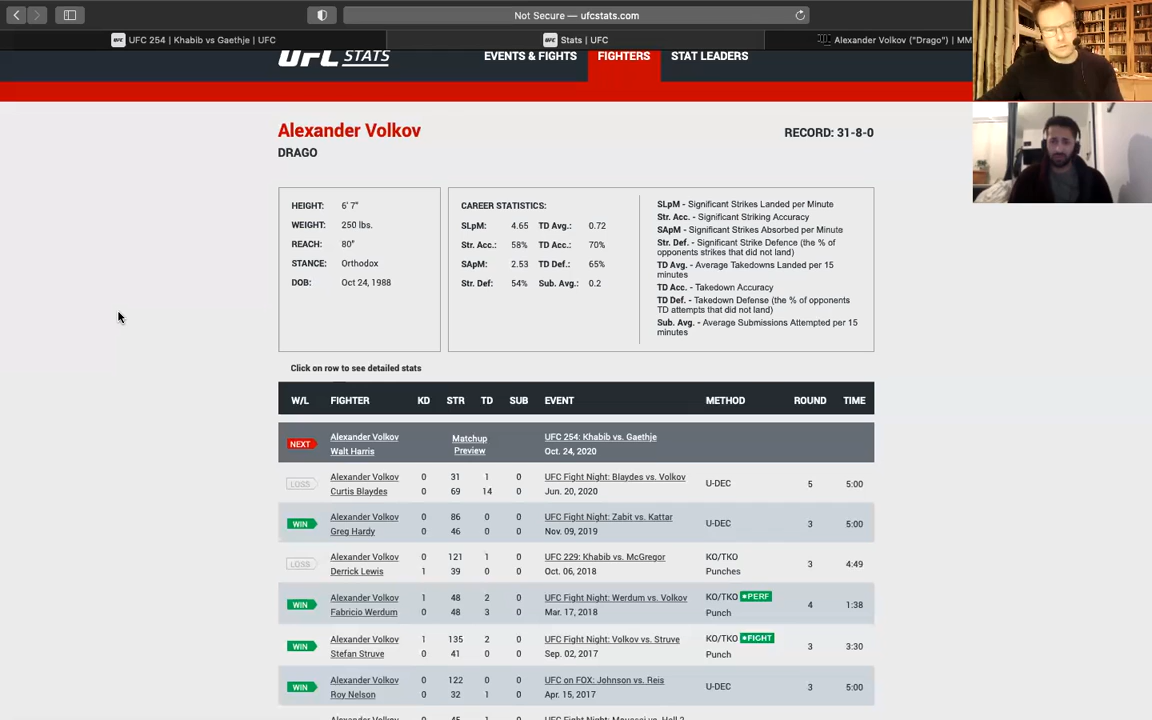 Not Secure — ufcstats.com
UFC 254 | Khabib vs Gaethje | UFC
Stats | UFC
Alexander Volkov ("Drago") | MM
UFC STATS
EVENTS & FIGHTS
FIGHTERS
STAT LEADERS
Alexander Volkov
RECORD: 31-8-0
DRAGO
HEIGHT: 6' 7"
WEIGHT: 250 lbs.
REACH: 80"
STANCE: Orthodox
DOB: Oct 24, 1988
CAREER STATISTICS:
SLpM: 4.65 TD Avg.: 0.72
Str. Acc.: 58% TD Acc.: 70%
SApM: 2.53 TD Def.: 65%
Str. Def: 54% Sub. Avg.: 0.2
SLpM - Significant Strikes Landed per Minute
Str. Acc. - Significant Striking Accuracy
SApM - Significant Strikes Absorbed per Minute
Str. Def. - Significant Strike Defence (the % of
opponents strikes that did not land)
TD Avg. - Average Takedowns Landed per 15
minutes
TD Acc. - Takedown Accuracy
TD Def. - Takedown Defense (the % of opponents
TD attempts that did not land)
Sub. Avg. - Average Submissions Attempted per 15
minutes
Click on row to see detailed stats
W/L FIGHTER KD STR TD SUB EVENT METHOD ROUND TIME
NEXT
Alexander Volkov Matchup UFC 254: Khabib vs. Gaethje
Walt Harris Preview Oct. 24, 2020
LOSS
Alexander Volkov 0 31 1 0 UFC Fight Night: Blaydes vs. Volkov
Curtis Blaydes 0 69 14 0 Jun. 20, 2020
U-DEC 5 5:00
WIN
Alexander Volkov 0 86 0 0 UFC Fight Night: Zabit vs. Kattar
Greg Hardy 0 46 0 0 Nov. 09, 2019
U-DEC 3 5:00
LOSS
Alexander Volkov 0 121 1 0 UFC 229: Khabib vs. McGregor KO/TKO
Derrick Lewis 1 39 0 0 Oct. 06, 2018 Punches
3 4:49
WIN
Alexander Volkov 1 48 2 0 UFC Fight Night: Werdum vs. Volkov KO/TKO PERF
Fabricio Werdum 0 48 3 0 Mar. 17, 2018 Punch
4 1:38
WIN
Alexander Volkov 1 135 2 0 UFC Fight Night: Volkov vs. Struve KO/TKO FIGHT
Stefan Struve 0 41 0 0 Sep. 02, 2017 Punch
3 3:30
WIN
Alexander Volkov 0 122 0 0 UFC on FOX: Johnson vs. Reis
Roy Nelson 0 32 1 0 Apr. 15, 2017
U-DEC 3 5:00